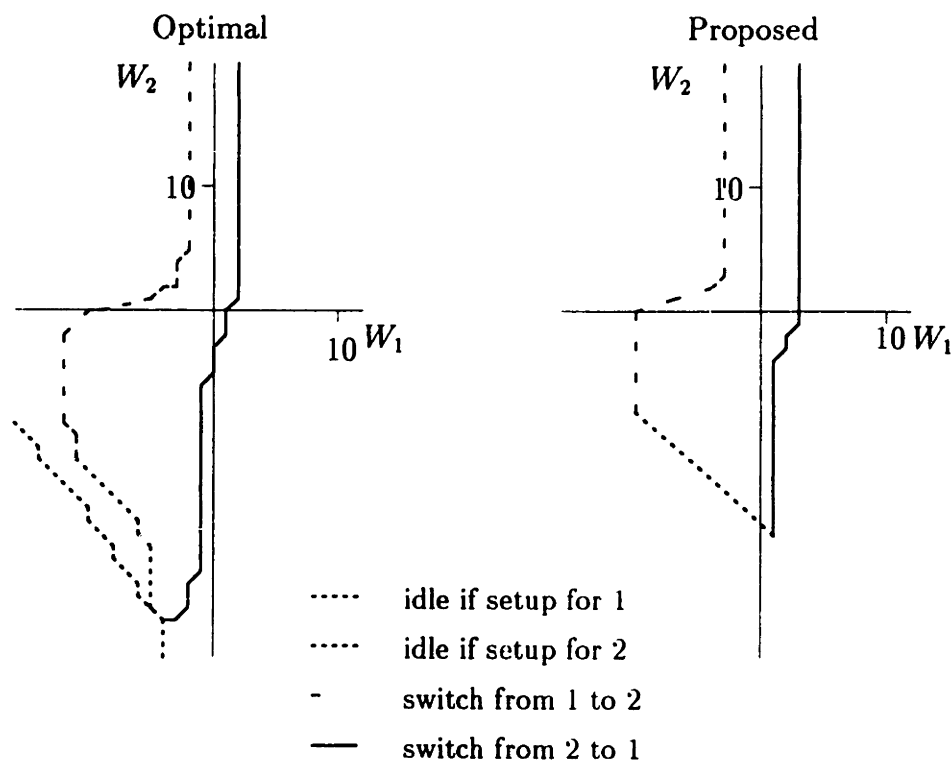 Optimal
Proposed
W₂
W₂
10
10
10 W₁
10 W₁
idle if setup for 1
idle if setup for 2
switch from 1 to 2
switch from 2 to 1